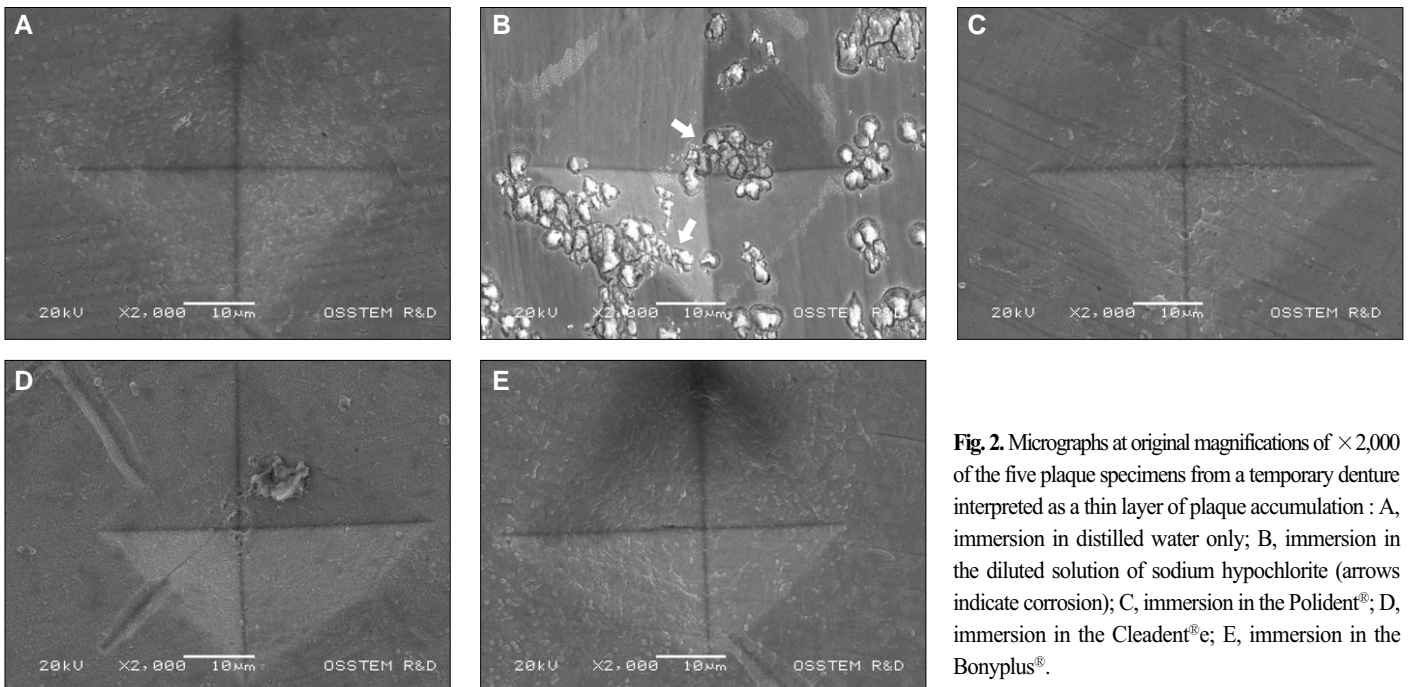 A
20kV X2,000 10μm OSSTEM R&D
B
20kV X2,000 10μm OSSTEM R&D
C
20kV X2,000 10μm OSSTEM R&D
D
20kV X2,000 10μm OSSTEM R&D
E
20kV X2,000 10μm OSSTEM R&D
Fig. 2. Micrographs at original magnifications of ×2,000
of the five plaque specimens from a temporary denture
interpreted as a thin layer of plaque accumulation : A,
immersion in distilled water only; B, immersion in
the diluted solution of sodium hypochlorite (arrows
indicate corrosion); C, immersion in the Polident®; D,
immersion in the Cleadent®e; E, immersion in the
Bonyplus®.